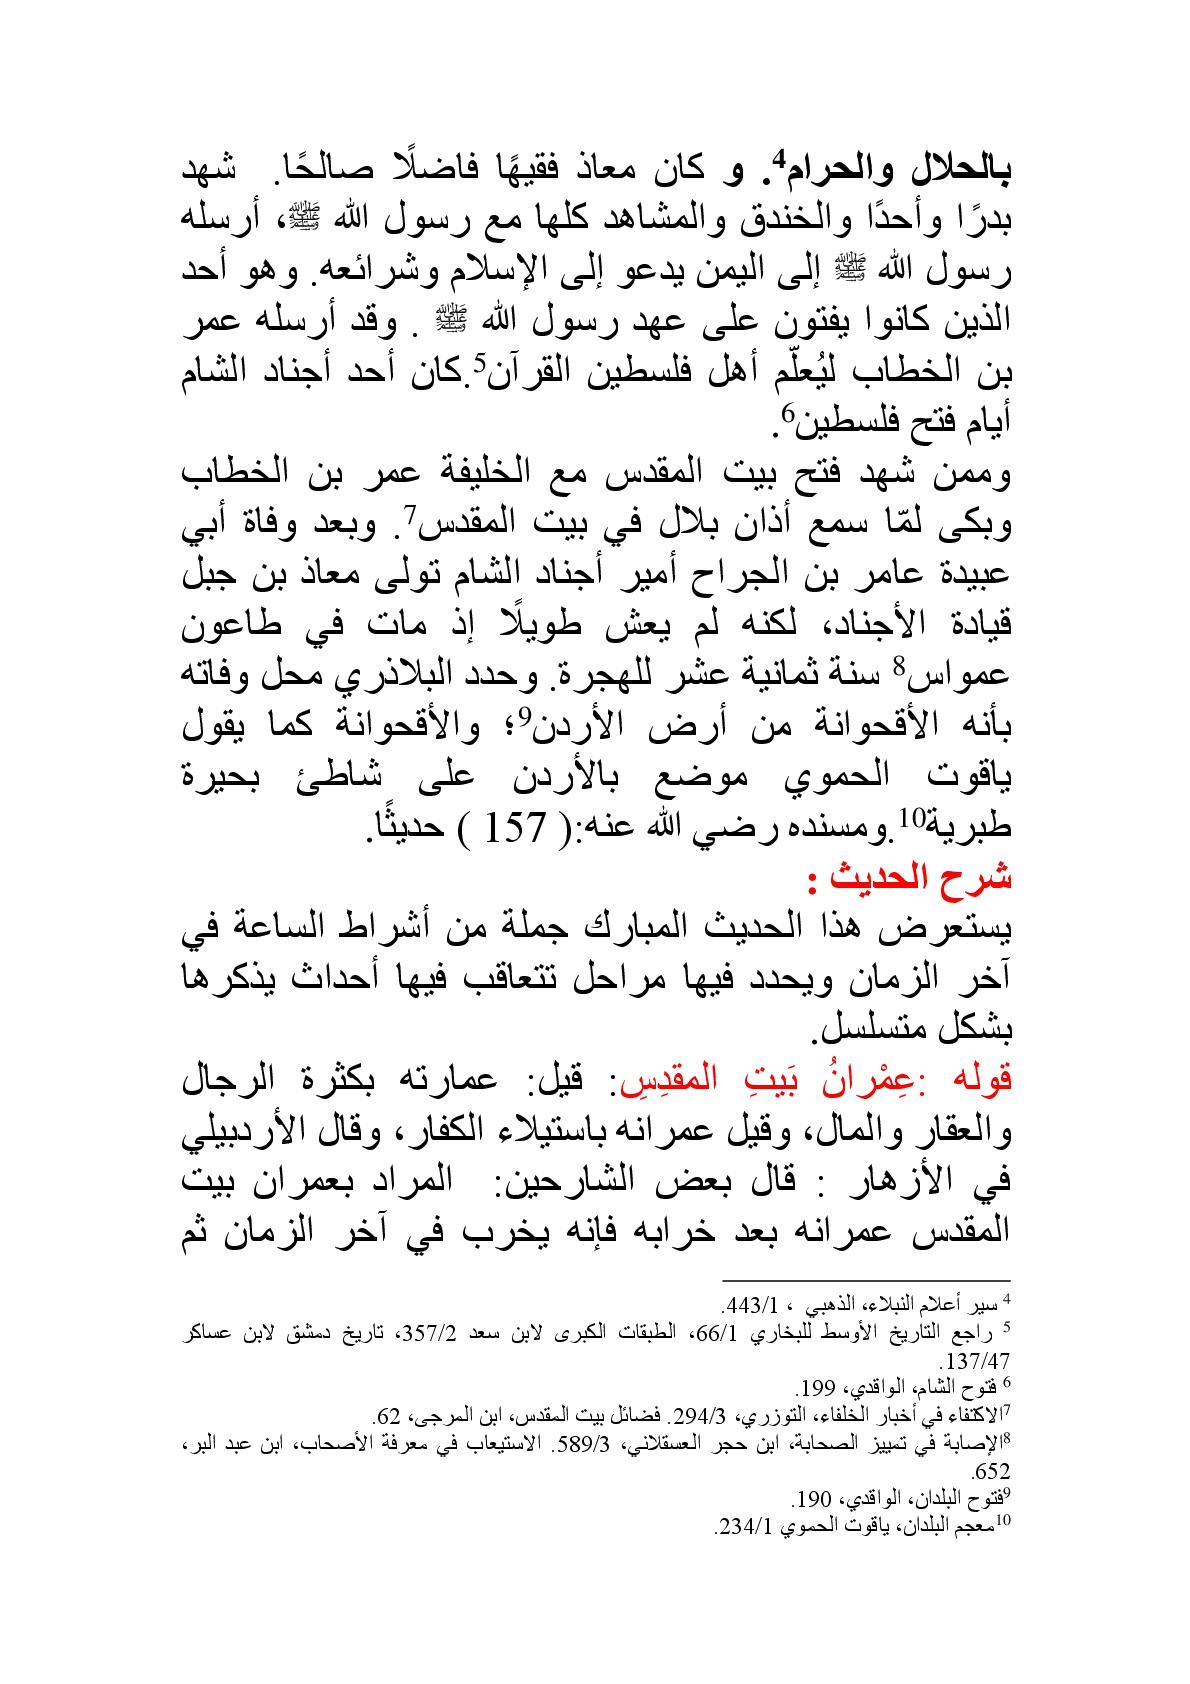 بالحلال والحرام4. و كان معاذ فقيهًا فاضلًا صالحًا. شهد
بدرًا وأحدًا والخندق والمشاهد كلها مع رسول الله ﷺ، أرسله
رسول الله ﷺ إلى اليمن يدعو إلى الإسلام وشرائعه. وهو أحد
الذين كانوا يفتون على عهد رسول الله ﷺ . وقد أرسله عمر
بن الخطاب ليُعلّم أهل فلسطين القرآن5.كان أحد أجناد الشام
أيام فتح فلسطين6.
وممن شهد فتح بيت المقدس مع الخليفة عمر بن الخطاب
وبكى لمّا سمع أذان بلال في بيت المقدس7. وبعد وفاة أبي
عبيدة عامر بن الجراح أمير أجناد الشام تولى معاذ بن جبل
قيادة الأجناد، لكنه لم يعش طويلًا إذ مات في طاعون
عمواس8 سنة ثمانية عشر للهجرة. وحدد البلاذري محل وفاته
بأنه الأقحوانة من أرض الأردن9؛ والأقحوانة كما يقول
ياقوت الحموي موضع بالأردن على شاطئ بحيرة
طبرية10.ومسنده رضي الله عنه:( 157 ) حديثًا.
شرح الحديث :
يستعرض هذا الحديث المبارك جملة من أشراط الساعة في
آخر الزمان ويحدد فيها مراحل تتعاقب فيها أحداث يذكرها
بشكل متسلسل.
قوله :عِمْرانُ بَيتِ المقدِسِ: قيل: عمارته بكثرة الرجال
والعقار والمال، وقيل عمرانه باستيلاء الكفار، وقال الأردبيلي
في الأزهار : قال بعض الشارحين: المراد بعمران بيت
المقدس عمرانه بعد خرابه فإنه يخرب في آخر الزمان ثم
4 سير أعلام النبلاء، الذهبي ، 443/1.
5 راجع التاريخ الأوسط للبخاري 66/1، الطبقات الكبرى لابن سعد 357/2، تاريخ دمشق لابن عساكر
137/47.
6 فتوح الشام، الواقدي، 199.
7الاكتفاء في أخبار الخلفاء، التوزري، 294/3. فضائل بيت المقدس، ابن المرجى، 62.
8الإصابة في تمييز الصحابة، ابن حجر العسقلاني، 589/3. الاستيعاب في معرفة الأصحاب، ابن عبد البر،
652.
9فتوح البلدان، الواقدي، 190.
10معجم البلدان، ياقوت الحموي 234/1.